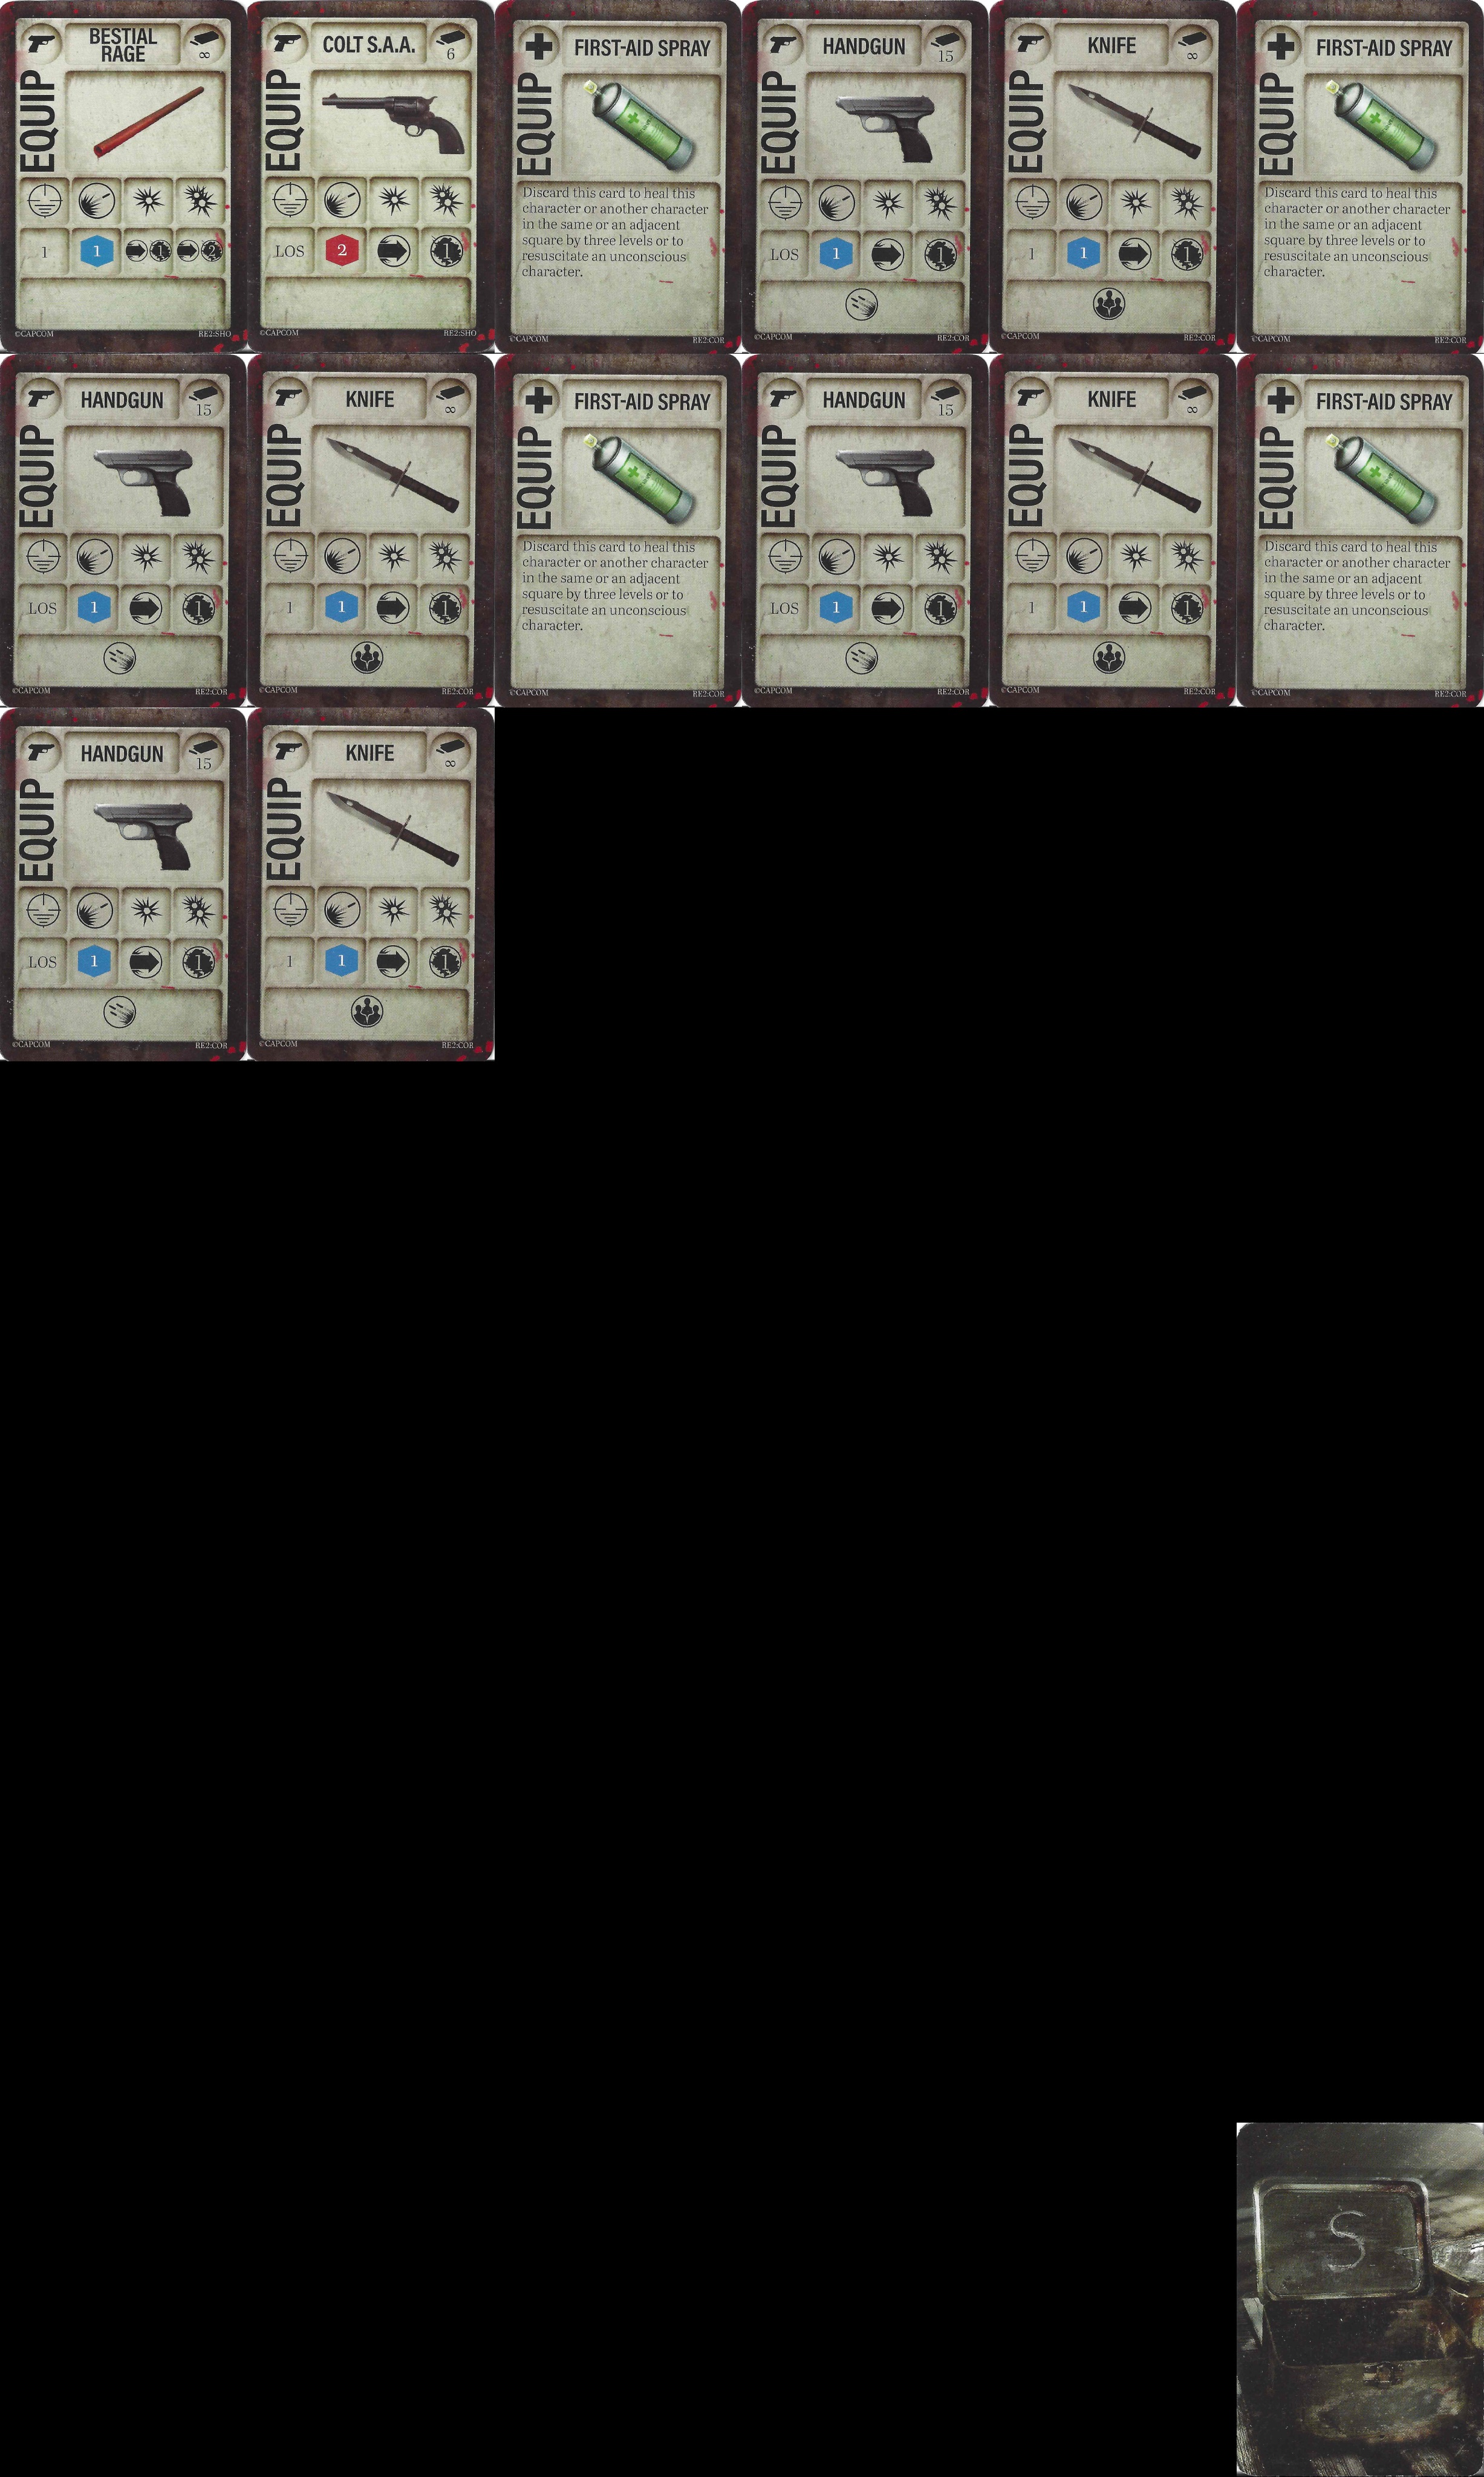 BESTIAL
RAGE
∞
EQUIP
1
1
1
2
©CAPCOM
RE2:SHO
COLT S.A.A.
6
EQUIP
LOS
2
1
©CAPCOM
RE2:SHO
FIRST-AID SPRAY
EQUIP
Discard this card to heal this
character or another character
in the same or an adjacent
square by three levels or to
resuscitate an unconscious
character.
©CAPCOM
RE2:COR
HANDGUN
15
EQUIP
LOS
1
1
©CAPCOM
RE2:COR
KNIFE
∞
EQUIP
1
1
1
©CAPCOM
RE2:COR
FIRST-AID SPRAY
EQUIP
Discard this card to heal this
character or another character
in the same or an adjacent
square by three levels or to
resuscitate an unconscious
character.
©CAPCOM
RE2:COR
HANDGUN
15
EQUIP
LOS
1
1
©CAPCOM
RE2:COR
KNIFE
∞
EQUIP
1
1
1
©CAPCOM
RE2:COR
FIRST-AID SPRAY
EQUIP
Discard this card to heal this
character or another character
in the same or an adjacent
square by three levels or to
resuscitate an unconscious
character.
©CAPCOM
RE2:COR
HANDGUN
15
EQUIP
LOS
1
1
©CAPCOM
RE2:COR
KNIFE
∞
EQUIP
1
1
1
©CAPCOM
RE2:COR
FIRST-AID SPRAY
EQUIP
Discard this card to heal this
character or another character
in the same or an adjacent
square by three levels or to
resuscitate an unconscious
character.
©CAPCOM
RE2:COR
HANDGUN
15
EQUIP
LOS
1
1
©CAPCOM
RE2:COR
KNIFE
∞
EQUIP
1
1
1
©CAPCOM
RE2:COR
S